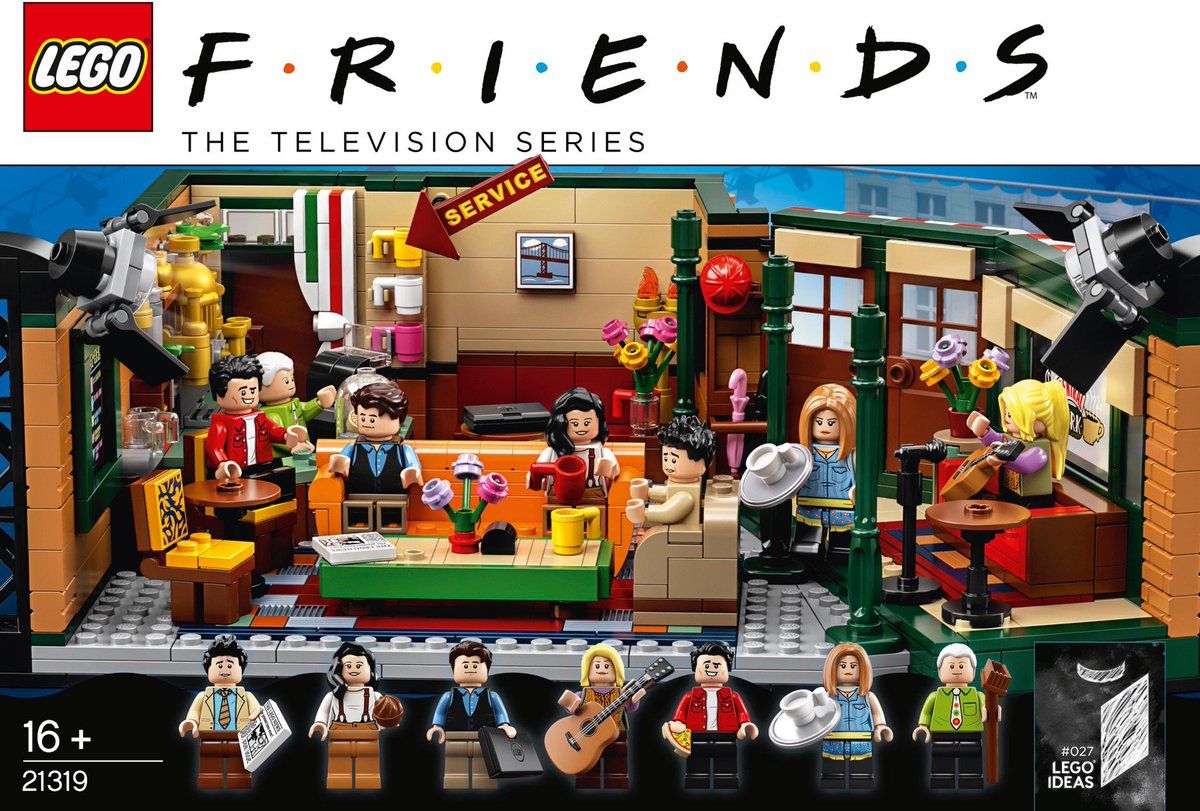 LEGO
F·R·I·E·N·D·S
TM
THE TELEVISION SERIES
SERVICE
16 +
21319
#027
LEGO
IDEAS